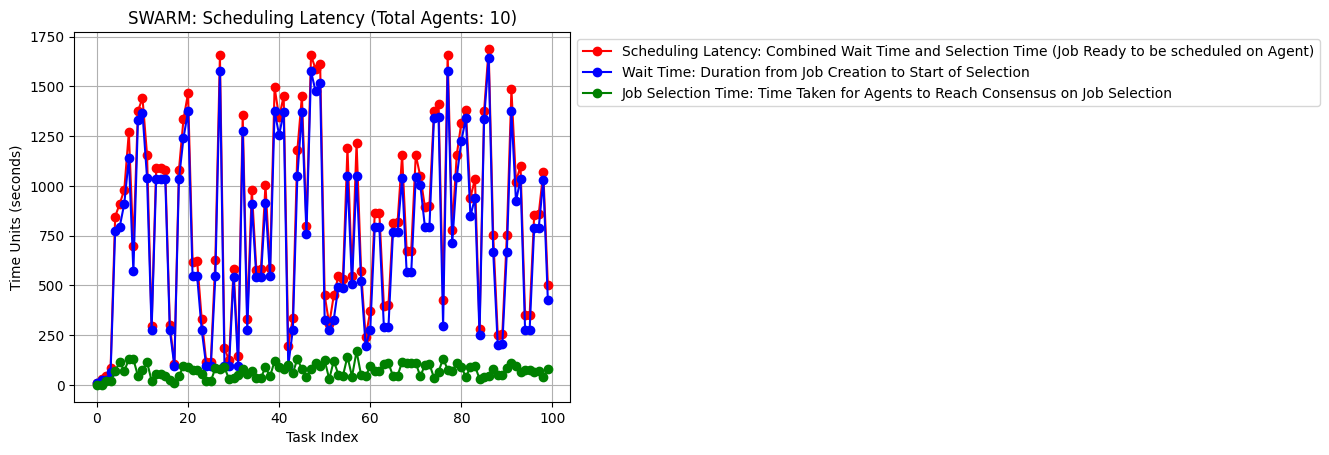 SWARM: Scheduling Latency (Total Agents: 10)
Scheduling Latency: Combined Wait Time and Selection Time (Job Ready to be scheduled on Agent)
Wait Time: Duration from Job Creation to Start of Selection
Job Selection Time: Time Taken for Agents to Reach Consensus on Job Selection
Time Units (seconds)
1750
1500
1250
1000
750
500
250
0
0 20 40 60 80 100
Task Index